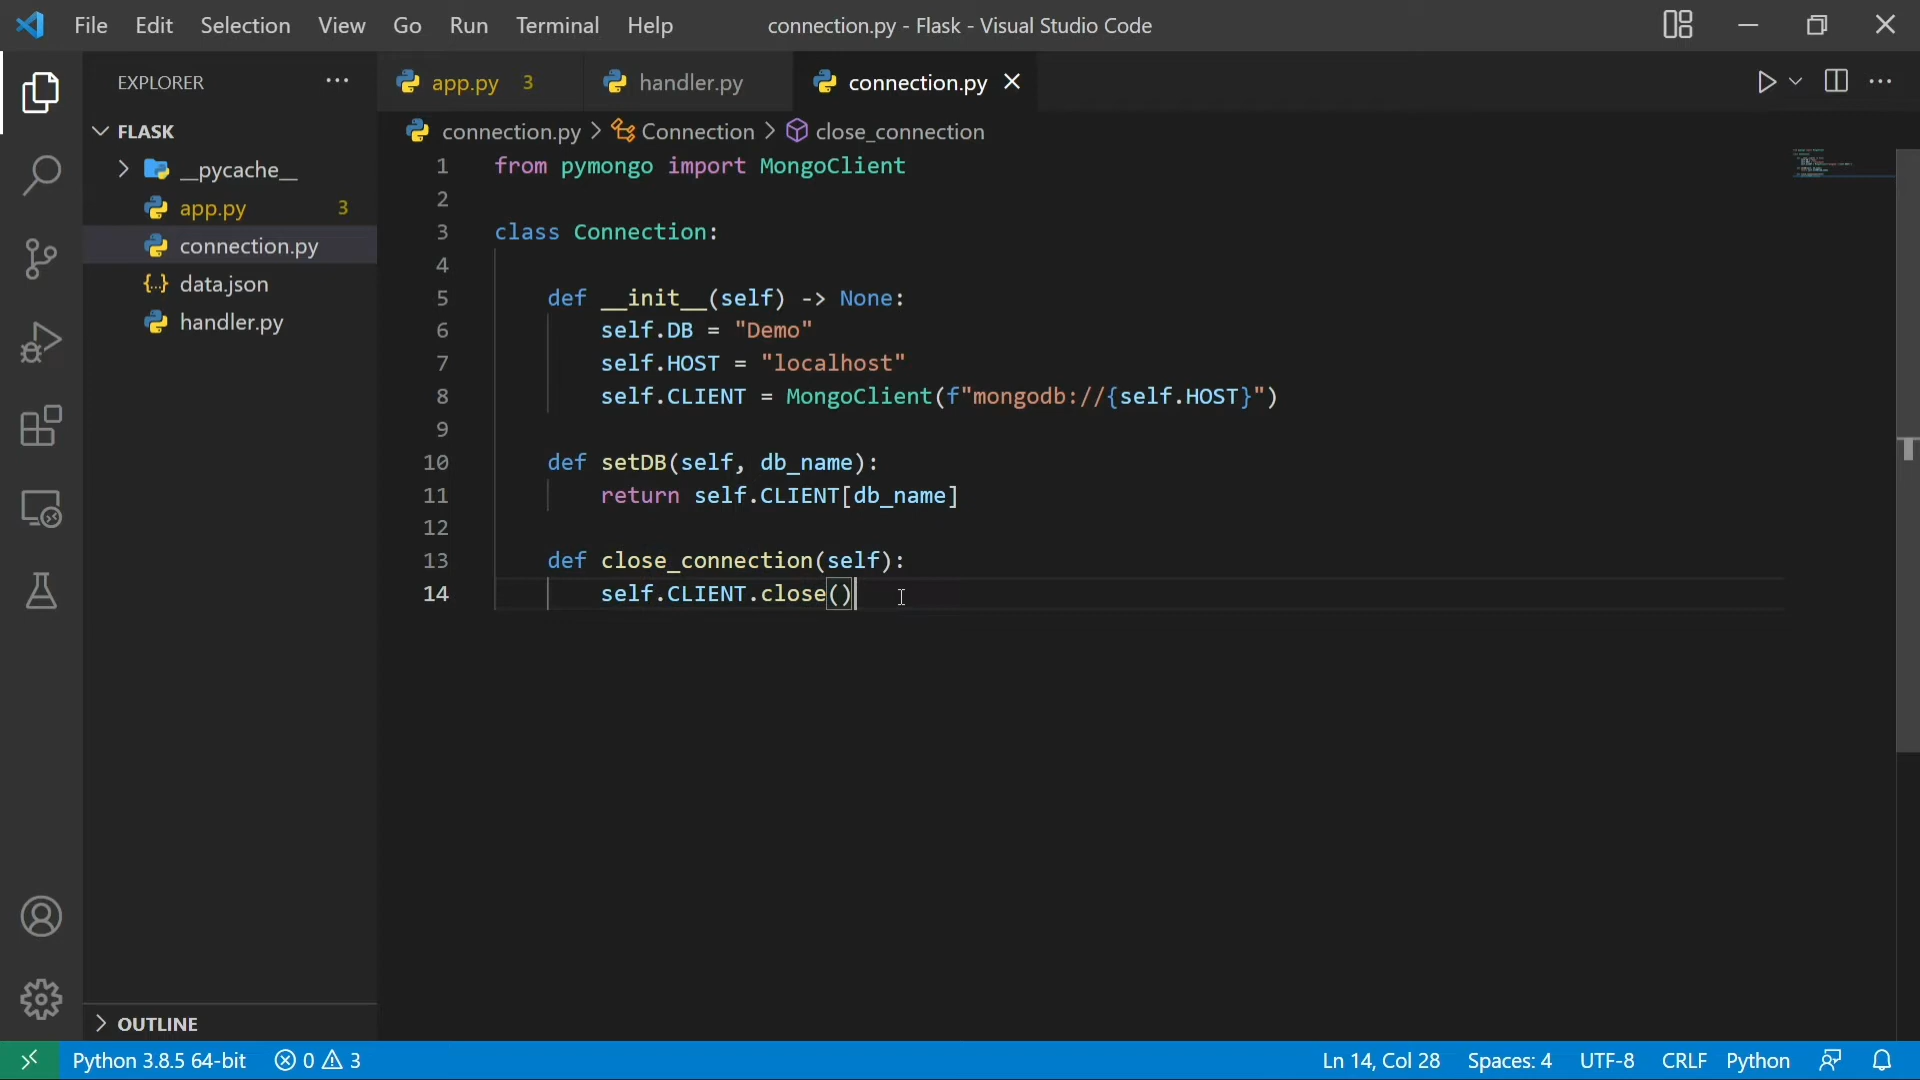 File Edit Selection View Go Run Terminal Help connection.py - Flask - Visual Studio Code
EXPLORER ··· app.py 3 handler.py connection.py
FLASK
connection.py > Connection > close_connection
__pycache__
app.py 3
connection.py
{..} data.json
handler.py
1 from pymongo import MongoClient
2
3 class Connection:
4
5 def __init__(self) -> None:
6 self.DB = "Demo"
7 self.HOST = "localhost"
8 self.CLIENT = MongoClient(f"mongodb://{self.HOST}")
9
10 def setDB(self, db_name):
11 return self.CLIENT[db_name]
12
13 def close_connection(self):
14 self.CLIENT.close()
OUTLINE
Python 3.8.5 64-bit 0 3 Ln 14, Col 28 Spaces: 4 UTF-8 CRLF Python